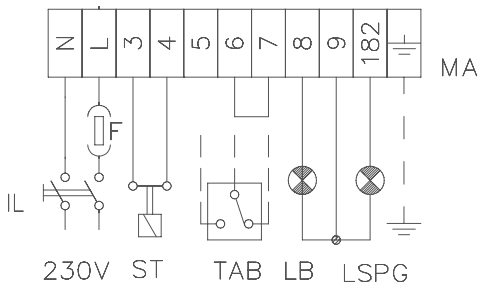 N L 3 4 5 6 7 8 9 182
MA
F
IL
230V ST TAB LB LSPG